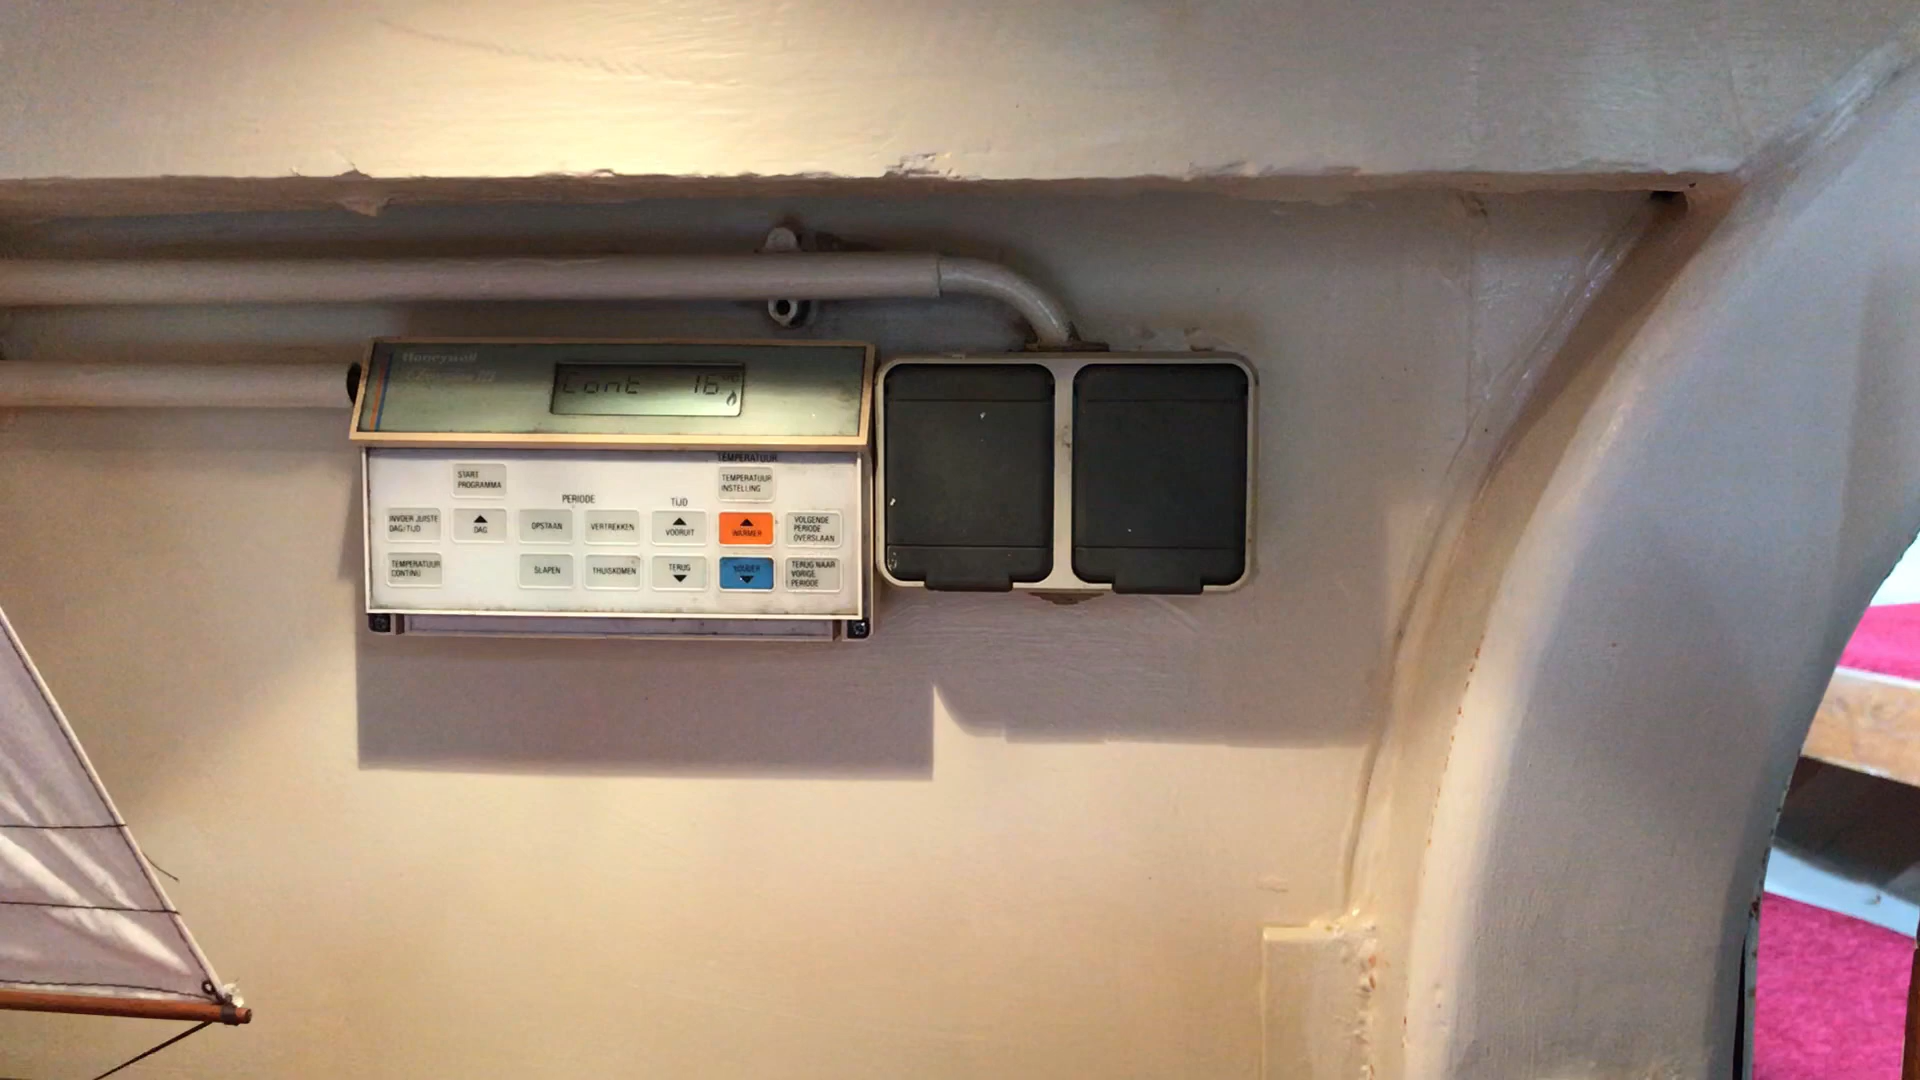 Honeywell
Cont 16
TEMPERATUUR
START
PROGRAMMA
TEMPERATUUR
INSTELLING
PERIODE
TIJD
INVOER JUISTE
DAG/TIJD
DAG
OPSTAAN
VERTREKKEN
VOORUIT
WARMER
VOLGENDE
PERIODE
OVERSLAAN
TEMPERATUUR
CONTINU
SLAPEN
THUISKOMEN
TERUG
KOUDER
TERUG NAAR
VORIGE
PERIODE